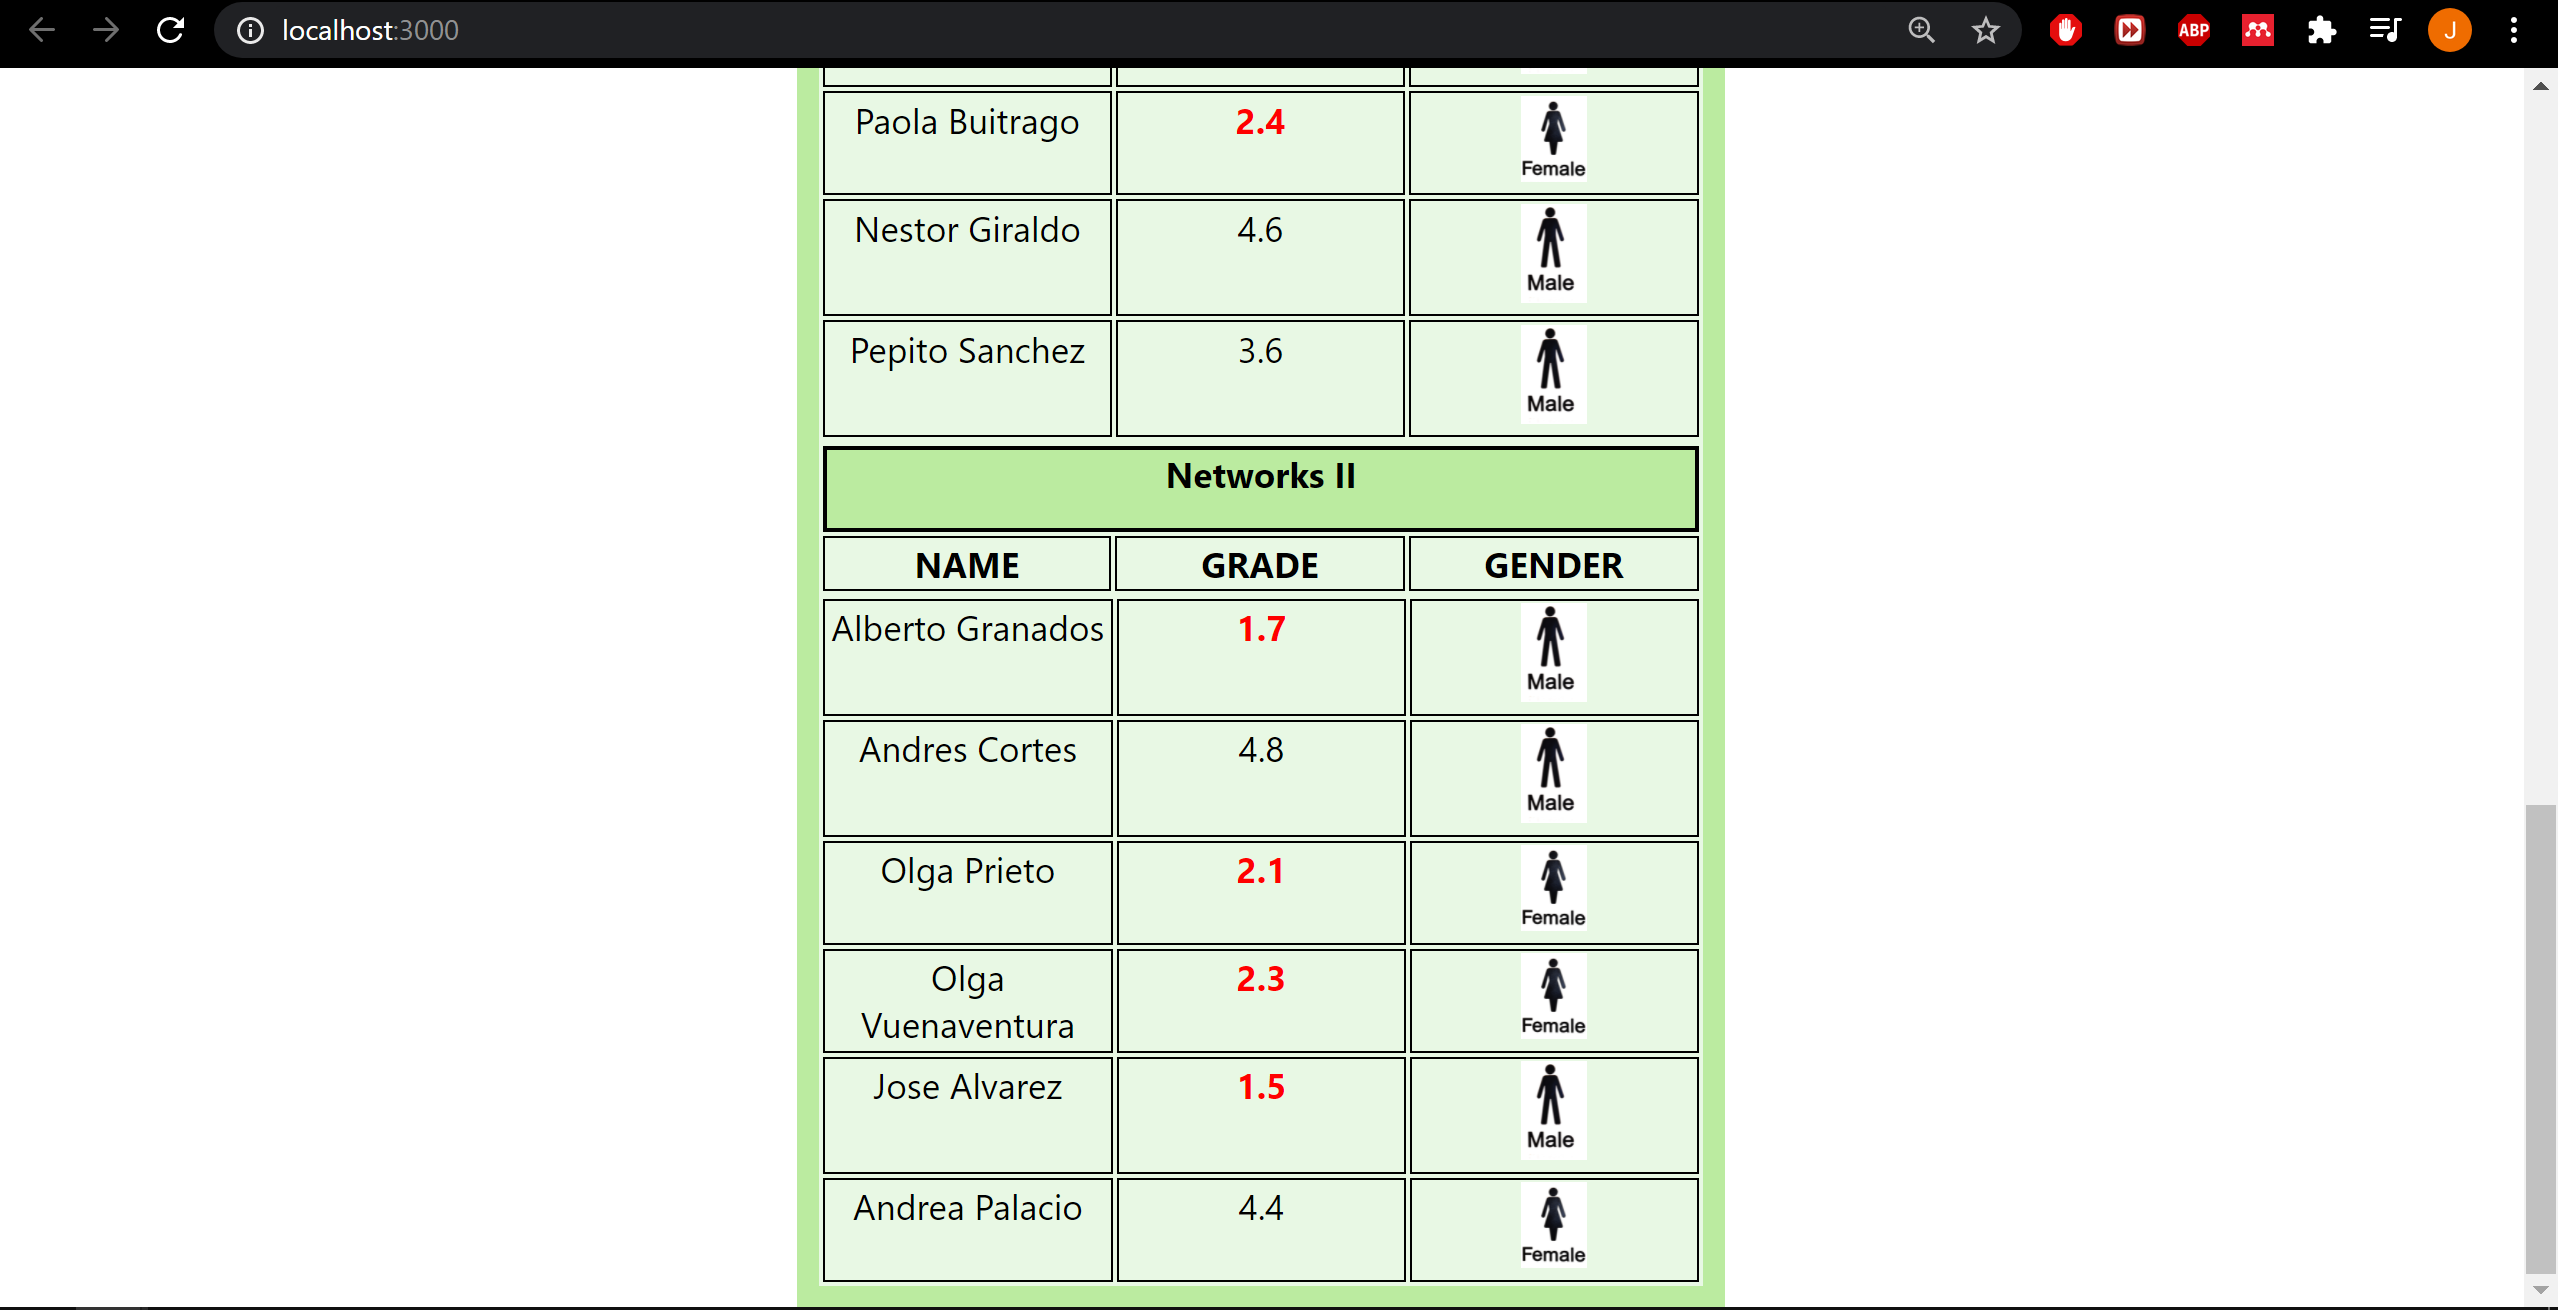 localhost:3000
ABP
J
Paola Buitrago 2.4 Female
Nestor Giraldo 4.6 Male
Pepito Sanchez 3.6 Male
Networks II
NAME GRADE GENDER
Alberto Granados 1.7 Male
Andres Cortes 4.8 Male
Olga Prieto 2.1 Female
Olga 2.3 Female
Vuenaventura
Jose Alvarez 1.5 Male
Andrea Palacio 4.4 Female